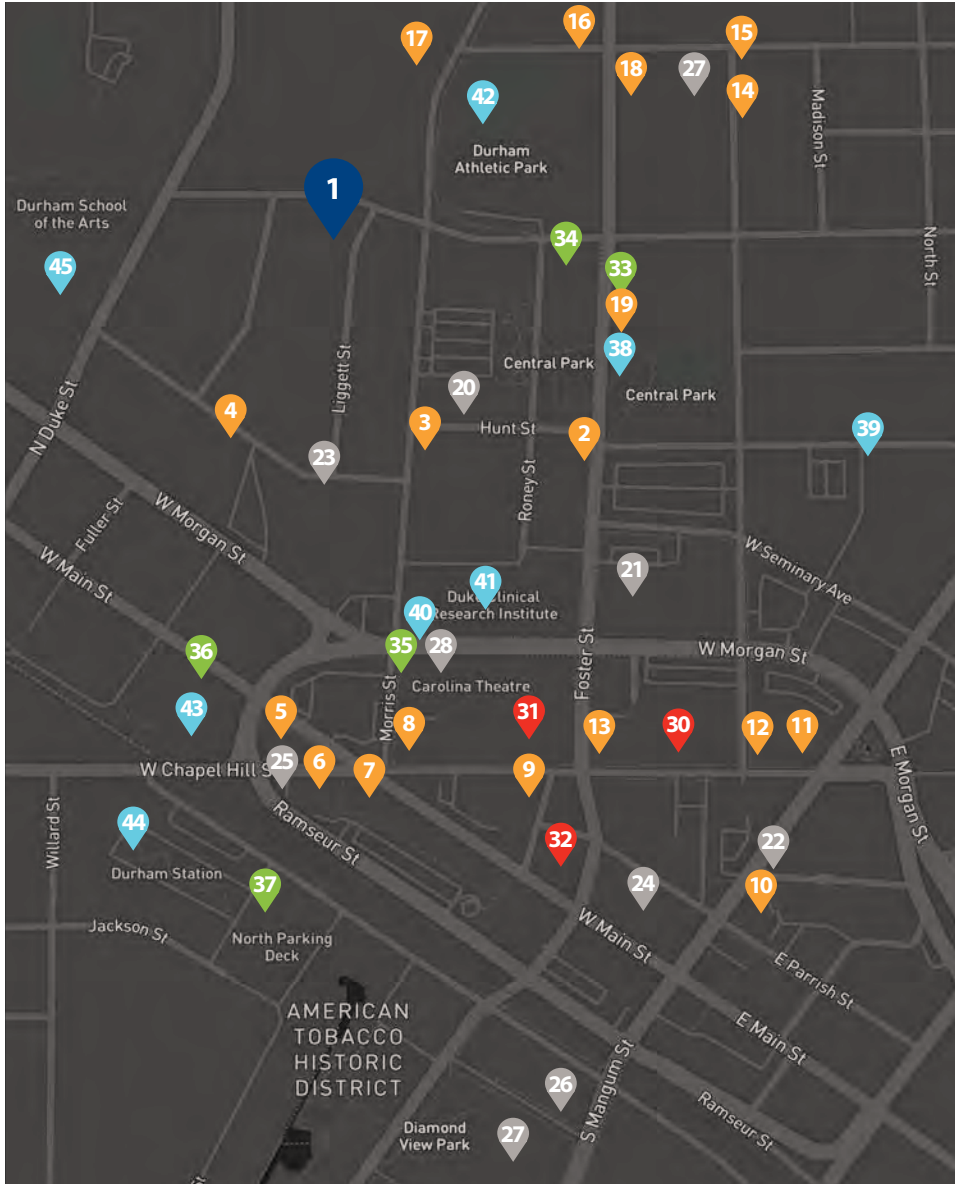 16
17
15
18
27
14
42
Madison St
Durham
Athletic Park
1
Durham School
of the Arts
34
North St
45
33
19
38
Central Park
Liggett St
Central Park
20
N Duke St
4
3
Hunt St
2
39
23
Roney St
Fuller St
W Morgan St
W Seminary Ave
W Main St
21
41
Duke Clinical
Research Institute
40
36
35
28
Foster St
W Morgan St
Carolina Theatre
Morris St
43
5
31
8
13
30
12
11
25
6
7
9
W Chapel Hill S
E Morgan St
Willard St
Ramseur St
44
32
22
Durham Station
37
24
10
Jackson St
North Parking
Deck
W Main St
E Parrish St
AMERICAN
TOBACCO
HISTORIC
DISTRICT
E Main St
S Mangum St
26
Ramseur St
Diamond
View Park
27
St